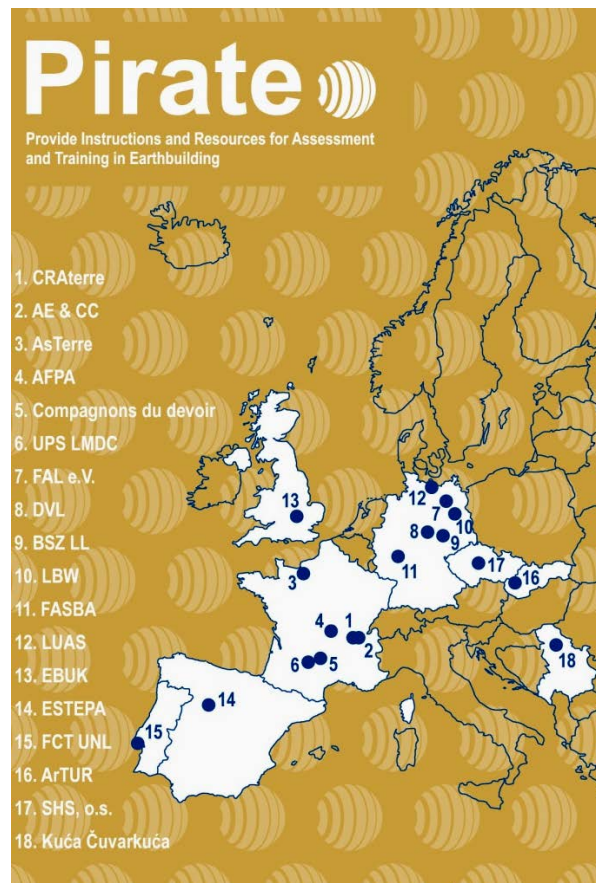 Pirate
Provide Instructions and Resources for Assessment
and Training in Earthbuilding
1. CRAterre
2. AE & CC
3. AsTerre
4. AFPA
5. Compagnons du devoir
6. UPS LMDC
7. FAL e.V.
8. DVL
9. BSZ LL
10. LBW
11. FASBA
12. LUAS
13. EBUK
14. ESTEPA
15. FCT UNL
16. ArTUR
17. SHS, o.s.
18. Kuća Čuvarkuća
12
7
13
10
8
9
11
17
16
3
4
1
2
18
6
5
14
15